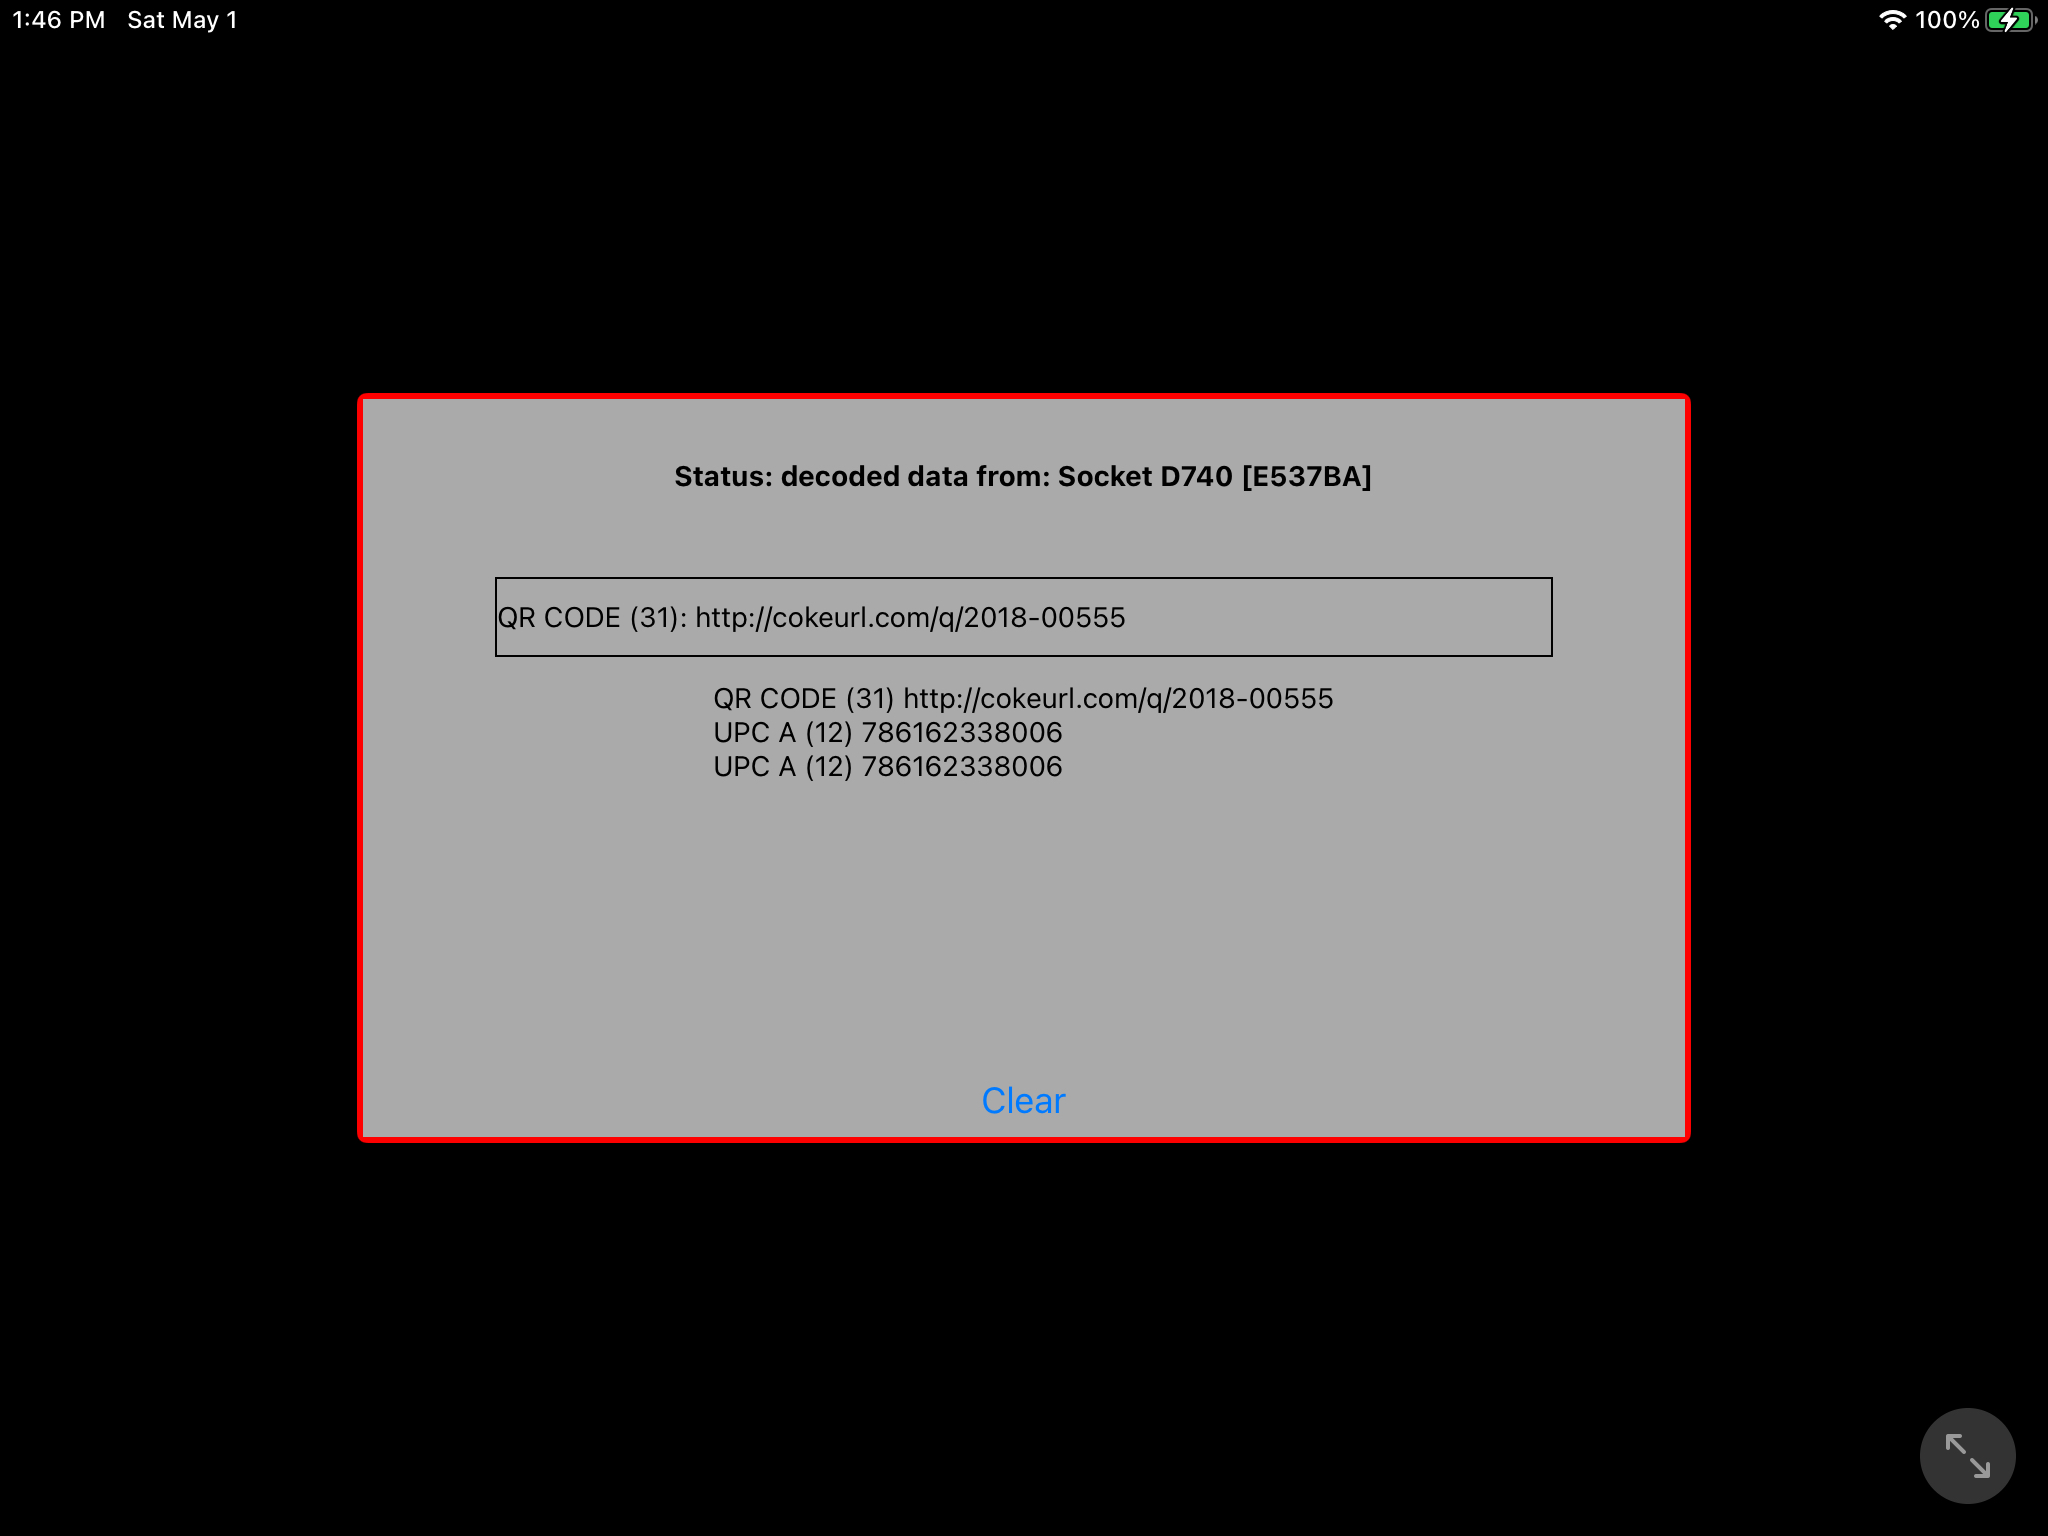 1:46 PM Sat May 1
100%
Status: decoded data from: Socket D740 [E537BA]
QR CODE (31): http://cokeurl.com/q/2018-00555
QR CODE (31) http://cokeurl.com/q/2018-00555
UPC A (12) 786162338006
UPC A (12) 786162338006
Clear